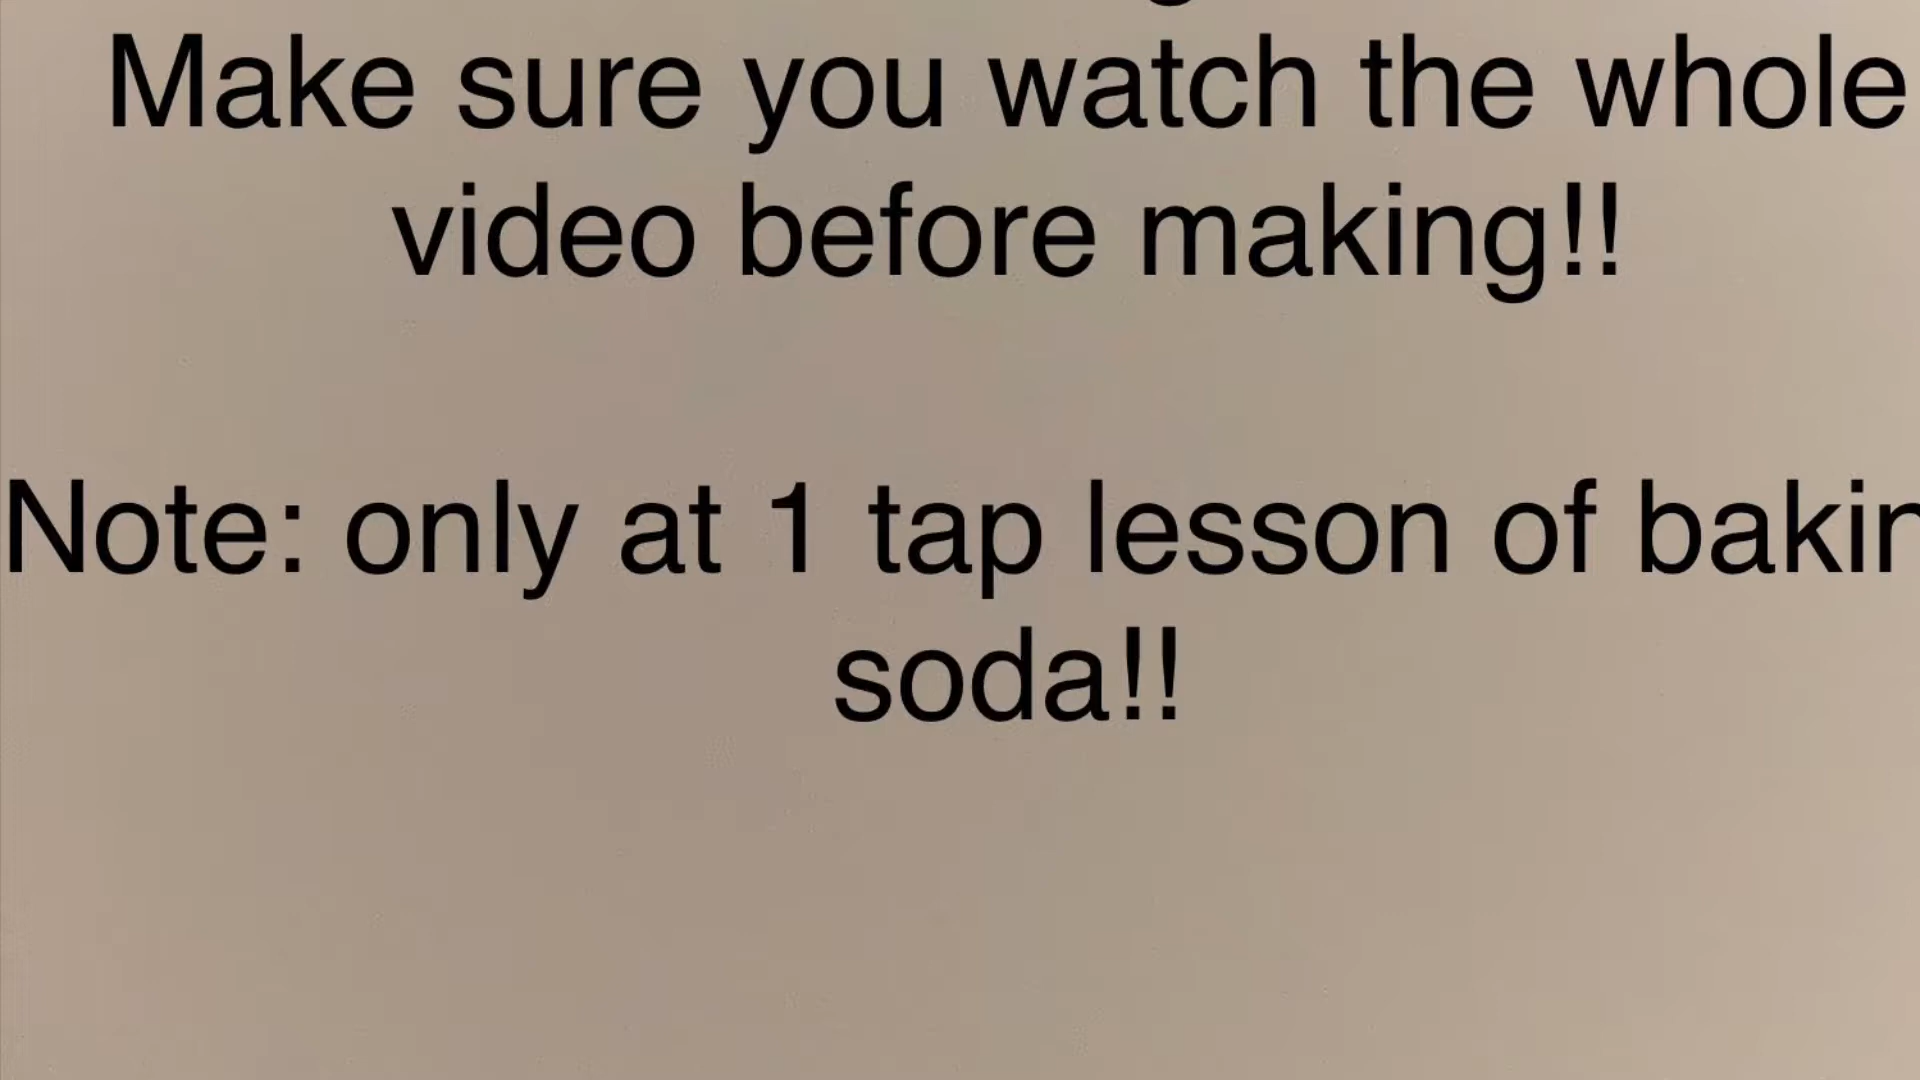 Make sure you watch the whole
video before making!!
Note: only at 1 tap lesson of bakin
soda!!